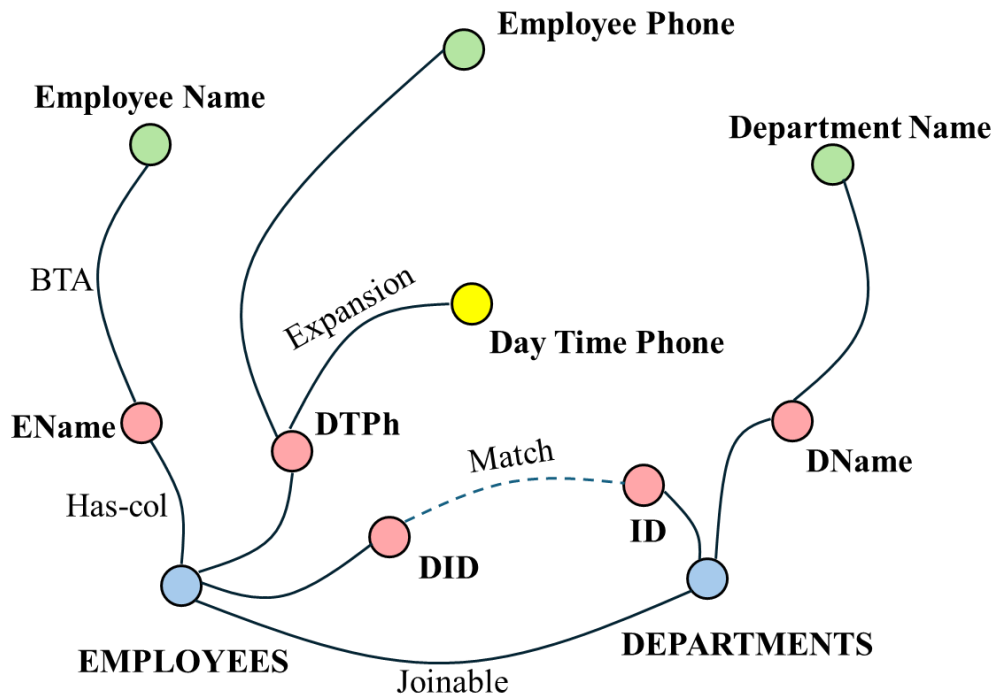 Employee Phone
Employee Name
Department Name
BTA
Expansion
Day Time Phone
EName
DTPh
Match
DName
Has-col
ID
DID
DEPARTMENTS
EMPLOYEES
Joinable